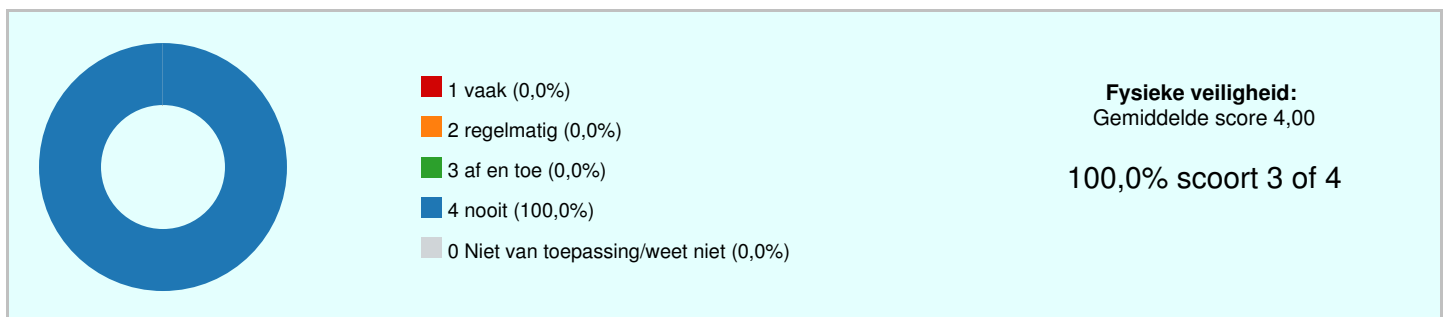 1 vaak (0,0%)
2 regelmatig (0,0%)
3 af en toe (0,0%)
4 nooit (100,0%)
0 Niet van toepassing/weet niet (0,0%)
Fysieke veiligheid:
Gemiddelde score 4,00
100,0% scoort 3 of 4